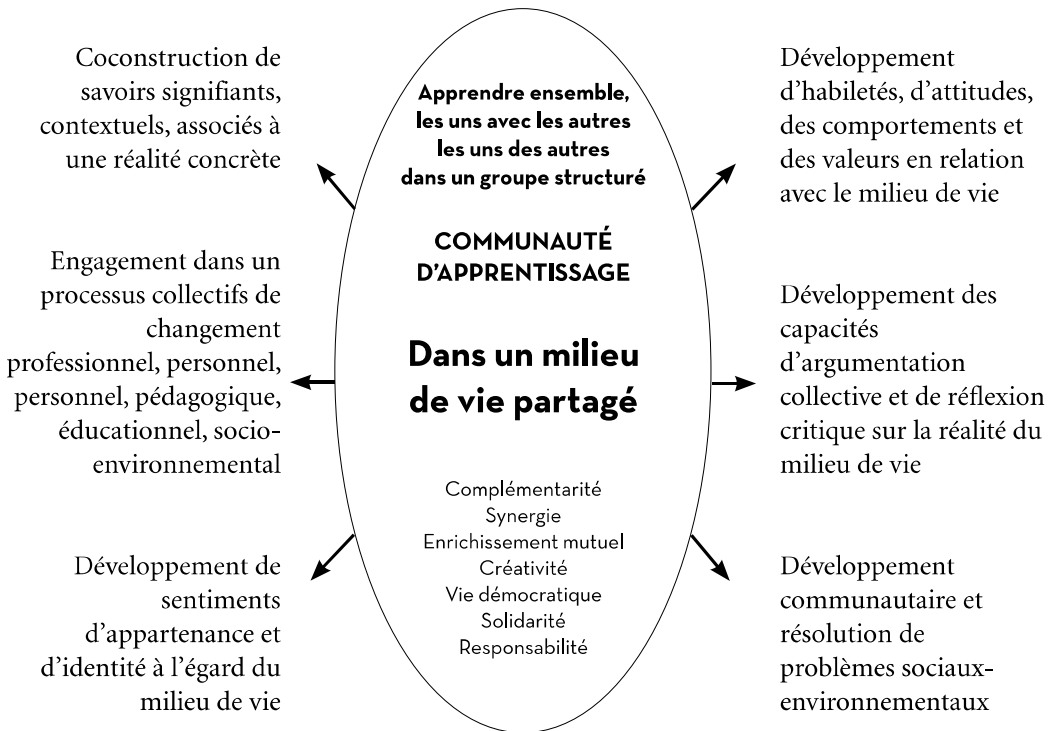 Coconstruction de
savoirs signifiants,
contextuels, associés à
une réalité concrète
Engagement dans un
processus collectifs de
changement
professionnel, personnel,
personnel, pédagogique,
éducationnel, socio-
environnemental
Développement de
sentiments
d'appartenance et
d'identité à l'égard du
milieu de vie
Apprendre ensemble,
les uns avec les autres
les uns des autres
dans un groupe structuré
COMMUNAUTÉ
D'APPRENTISSAGE
Dans un milieu
de vie partagé
Complémentarité
Synergie
Enrichissement mutuel
Créativité
Vie démocratique
Solidarité
Responsabilité
Développement
d'habiletés, d'attitudes,
des comportements et
des valeurs en relation
avec le milieu de vie
Développement des
capacités
d'argumentation
collective et de réflexion
critique sur la réalité du
milieu de vie
Développement
communautaire et
résolution de
problèmes sociaux-
environnementaux